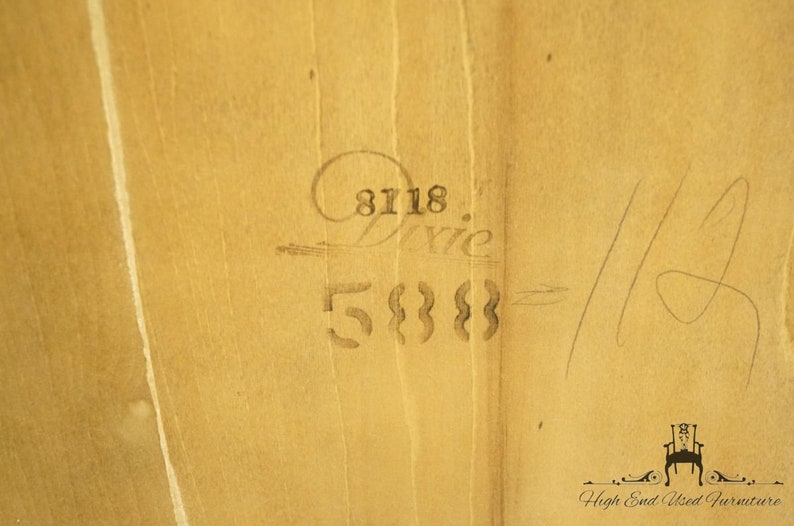 8118
Dixie
588 = 112
High End Used Furniture